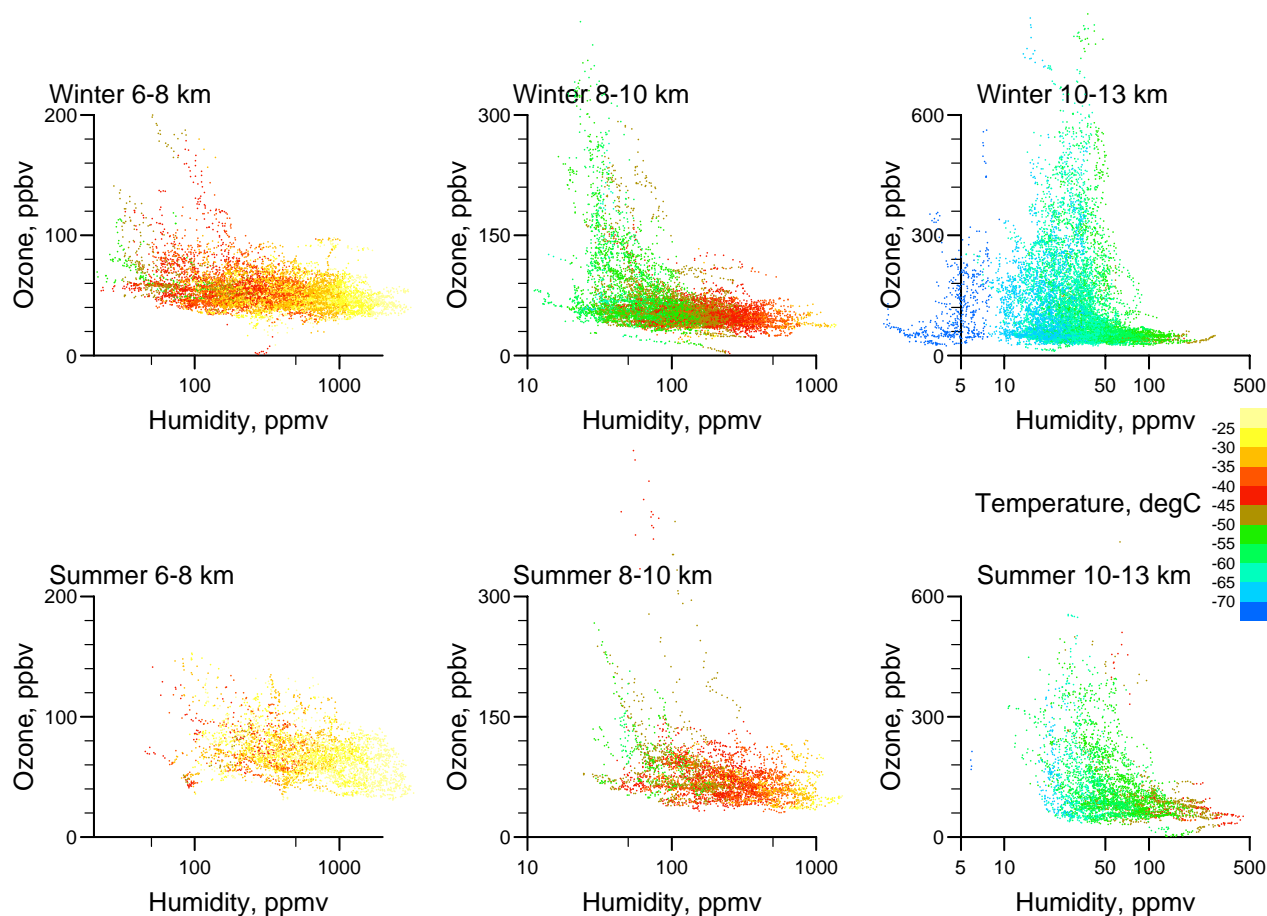 Winter 6-8 km
Ozone, ppbv
200
100
0
100
1000
Humidity, ppmv
Winter 8-10 km
Ozone, ppbv
300
150
0
10
100
1000
Humidity, ppmv
Winter 10-13 km
Ozone, ppbv
600
300
0
5
10
50
100
500
Humidity, ppmv
Temperature, degC
-25
-30
-35
-40
-45
-50
-55
-60
-65
-70
Summer 6-8 km
Ozone, ppbv
200
100
0
100
1000
Humidity, ppmv
Summer 8-10 km
Ozone, ppbv
300
150
0
10
100
1000
Humidity, ppmv
Summer 10-13 km
Ozone, ppbv
600
300
0
5
10
50
100
500
Humidity, ppmv